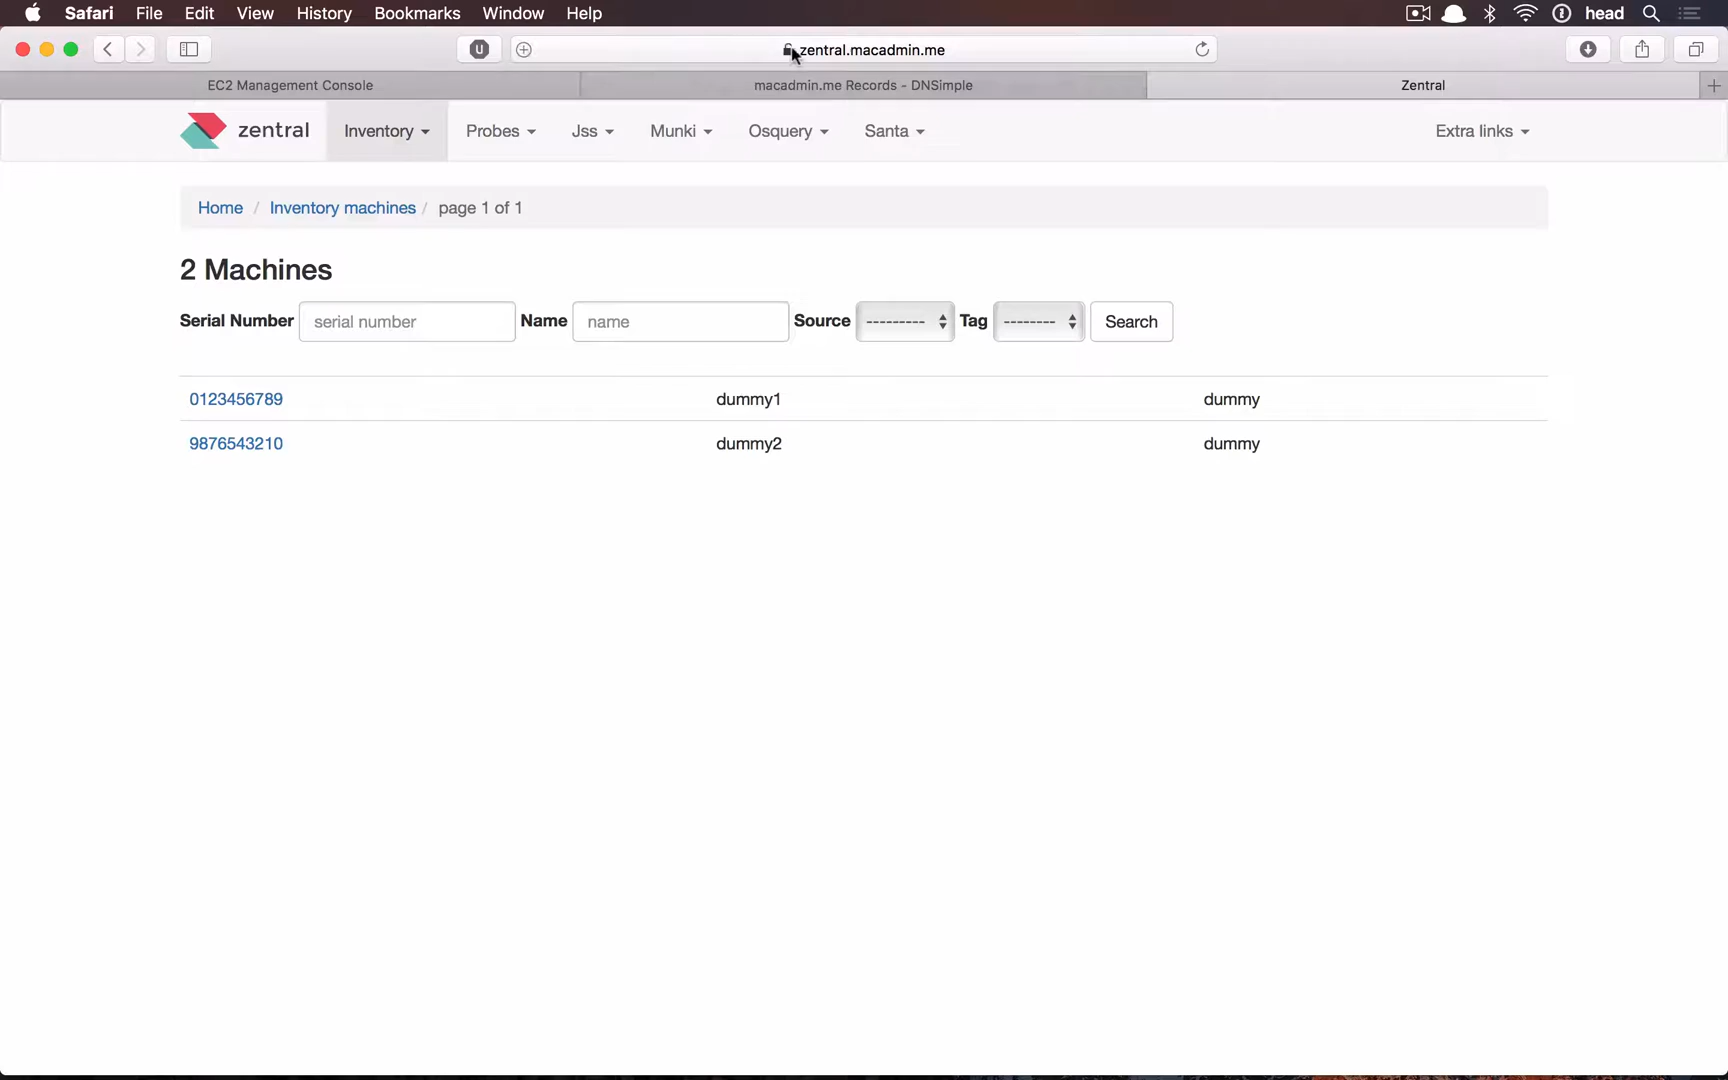 Safari File Edit View History Bookmarks Window Help head
zentral.macadmin.me
EC2 Management Console macadmin.me Records - DNSimple Zentral
zentral Inventory Probes Jss Munki Osquery Santa Extra links
Home / Inventory machines / page 1 of 1
2 Machines
Serial Number serial number Name name Source --------- Tag -------- Search
0123456789 dummy1 dummy
9876543210 dummy2 dummy